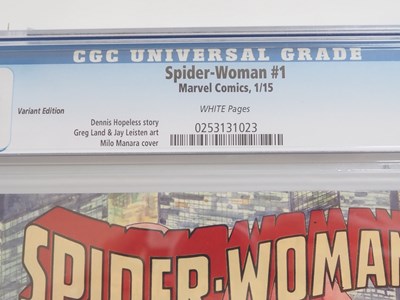 CGC UNIVERSAL GRADE
Spider-Woman #1
Marvel Comics, 1/15
Variant Edition
WHITE Pages
Dennis Hopeless story
Greg Land & Jay Leisten art
Milo Manara cover
0253131023
SPIDER-WOMAN